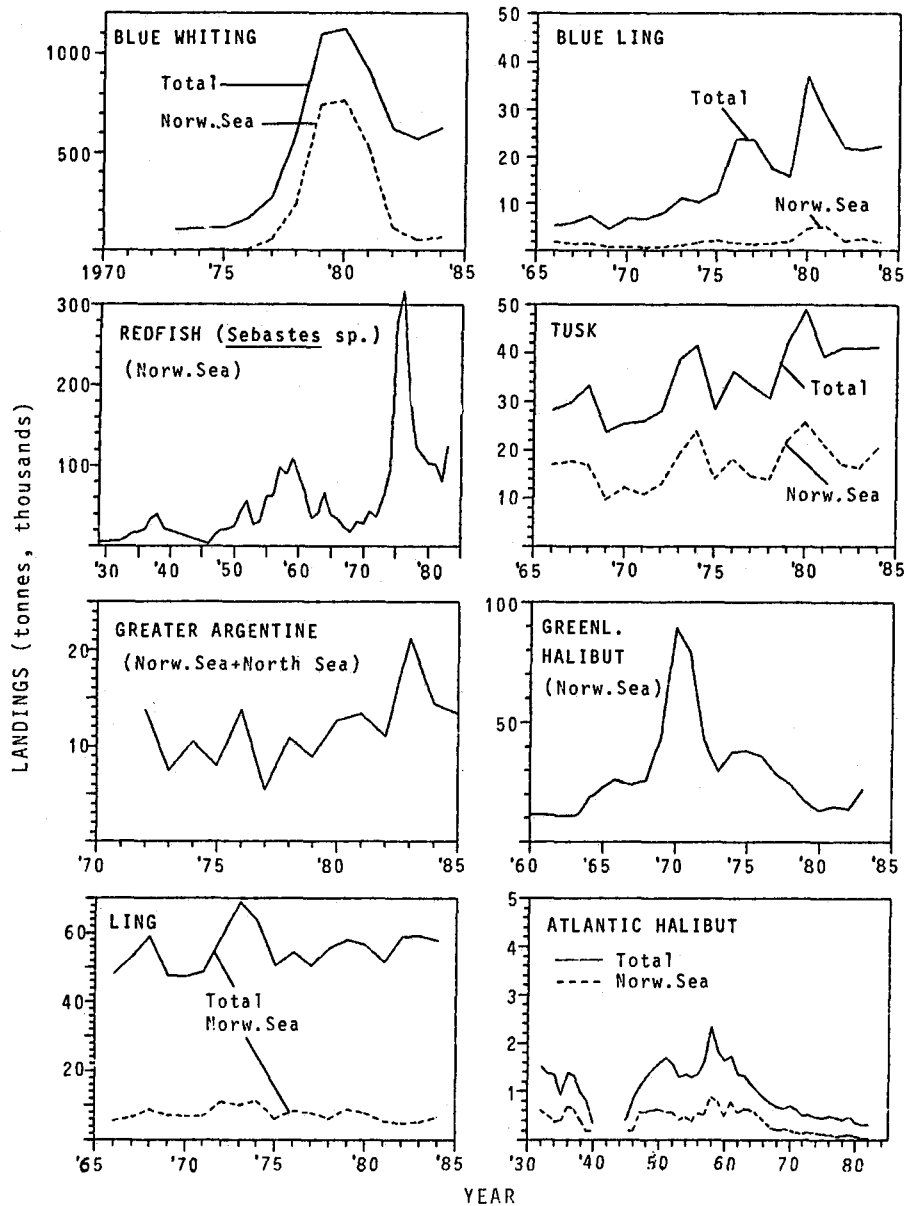 BLUE WHITING
Total
Norw.Sea
1000
500
1970 '75 '80 '85
BLUE LING
Total
Norw.Sea
50
40
30
20
10
'65 '70 '75 '80 '85
REDFISH (Sebastes sp.)
(Norw.Sea)
300
200
100
'30 '40 '50 '60 '70 '80
TUSK
Total
Norw.Sea
50
40
30
20
10
'65 '70 '75 '80 '85
GREATER ARGENTINE
(Norw.Sea+North Sea)
20
10
'70 '75 '80 '85
GREENL.
HALIBUT
(Norw.Sea)
100
50
'60 '65 '70 '75 '80 '85
LING
Total
Norw.Sea
60
40
20
'65 '70 '75 '80 '85
ATLANTIC HALIBUT
Total
Norw.Sea
5
4
3
2
1
'30 '40 50 '60 '70 80
LANDINGS (tonnes, thousands)
YEAR